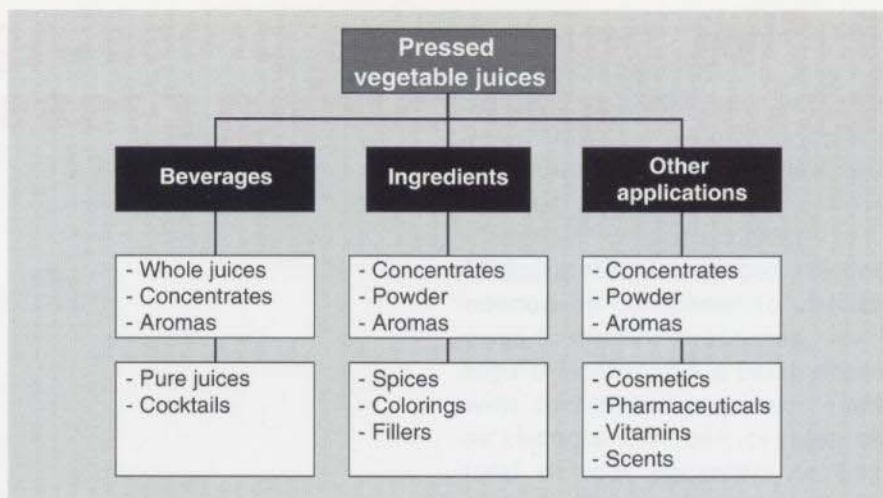 Pressed
vegetable juices
Beverages
Ingredients
Other
applications
- Whole juices
- Concentrates
- Aromas
- Concentrates
- Powder
- Aromas
- Concentrates
- Powder
- Aromas
- Pure juices
- Cocktails
- Spices
- Colorings
- Fillers
- Cosmetics
- Pharmaceuticals
- Vitamins
- Scents